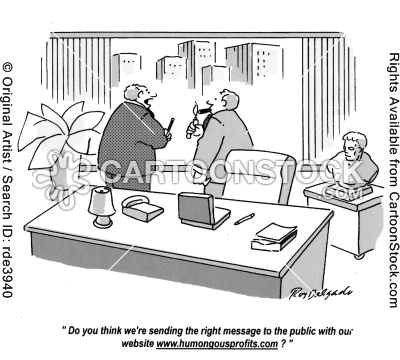 © Original Artist / Search ID: rde3940
Rights Available from CartoonStock.com
CARTOONSTOCK
.com
Roy Delgado
" Do you think we're sending the right message to the public with our
website www.humongousprofits.com ? "